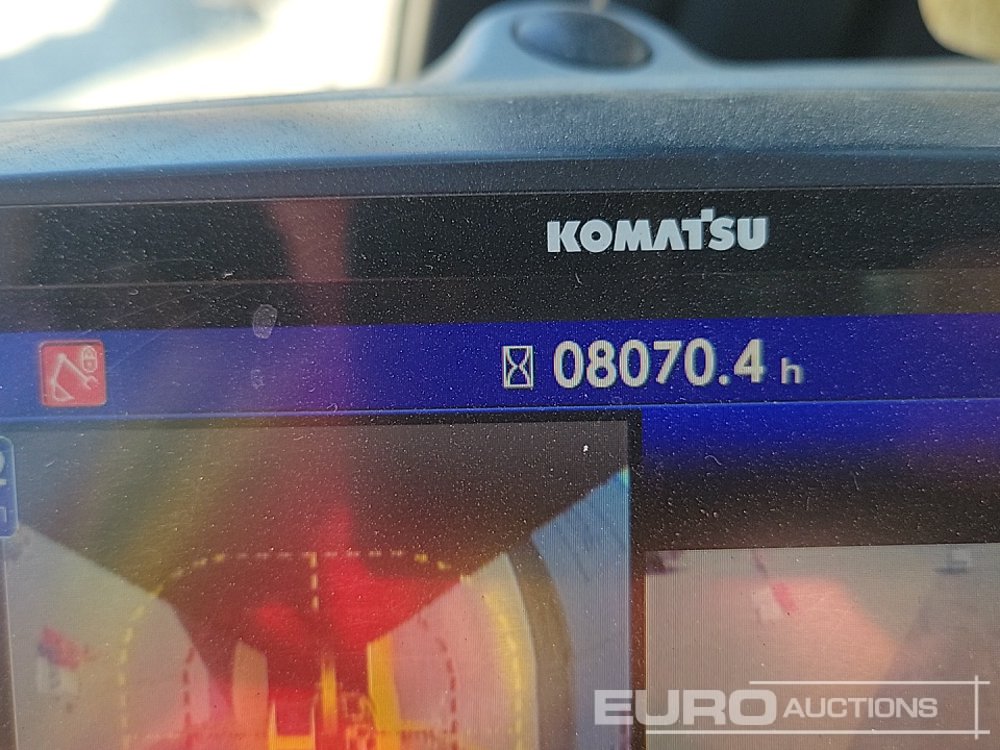 KOMATSU
08070.4 h
EURO AUCTIONS